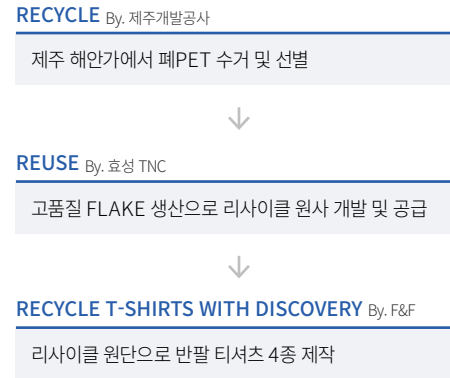 RECYCLE By. 제주개발공사
제주 해안가에서 폐PET 수거 및 선별
REUSE By. 효성 TNC
고품질 FLAKE 생산으로 리사이클 원사 개발 및 공급
RECYCLE T-SHIRTS WITH DISCOVERY By. F&F
리사이클 원단으로 반팔 티셔츠 4종 제작